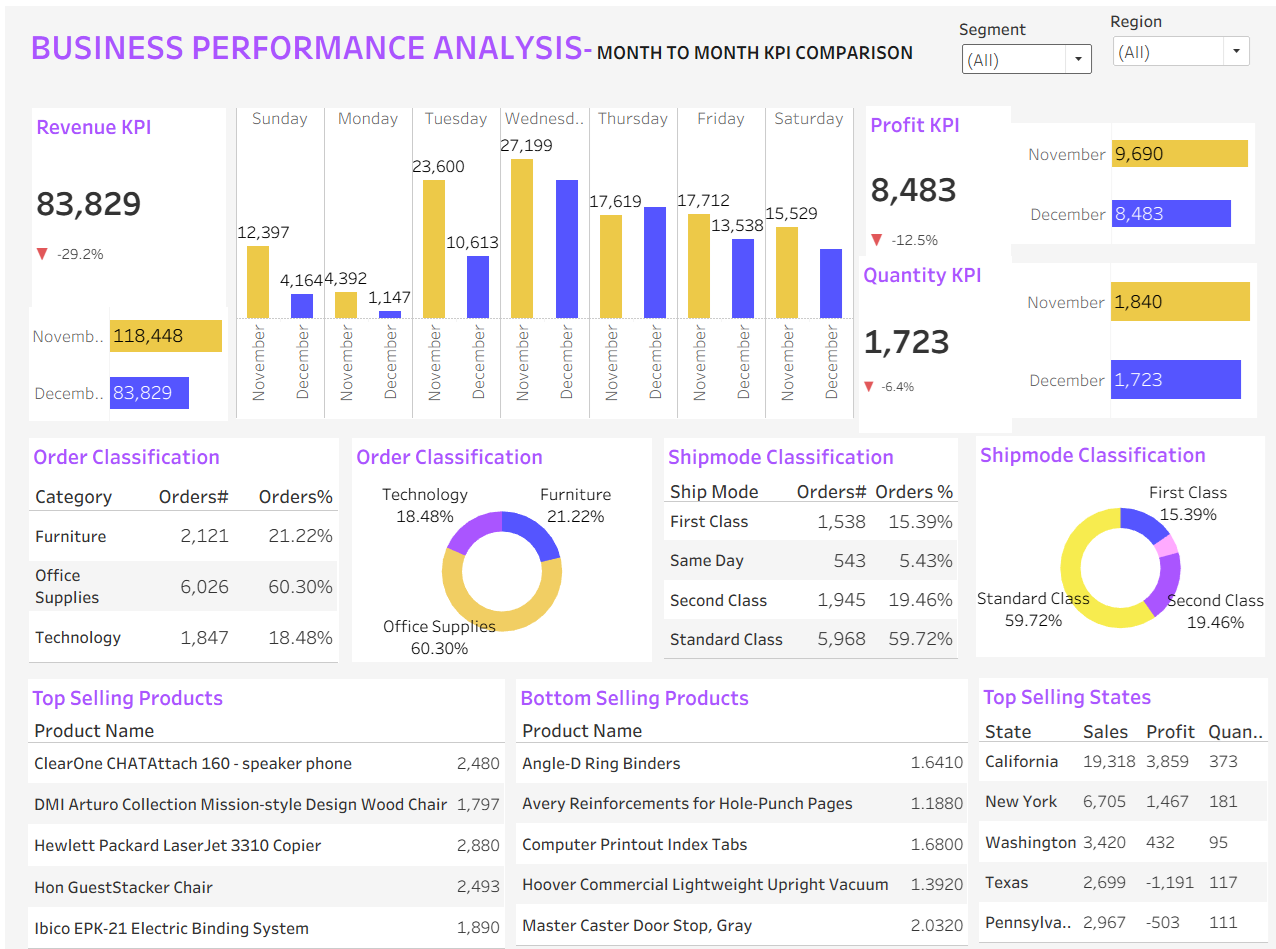 BUSINESS PERFORMANCE ANALYSIS- MONTH TO MONTH KPI COMPARISON
Segment
(All)
Region
(All)
Revenue KPI
83,829
▼ -29.2%
Novemb.. 118,448
Decemb.. 83,829
Sunday Monday Tuesday Wednesd.. Thursday Friday Saturday
12,397 4,164 4,392 1,147 23,600 10,613 27,199 17,619 17,712 13,538 15,529
November December November December November December November December November December November December November December
Profit KPI
8,483
▼ -12.5%
November 9,690
December 8,483
Quantity KPI
1,723
▼ -6.4%
November 1,840
December 1,723
Order Classification
Category Orders# Orders%
Furniture 2,121 21.22%
Office
Supplies 6,026 60.30%
Technology 1,847 18.48%
Order Classification
Technology
18.48%
Furniture
21.22%
Office Supplies
60.30%
Shipmode Classification
Ship Mode Orders# Orders %
First Class 1,538 15.39%
Same Day 543 5.43%
Second Class 1,945 19.46%
Standard Class 5,968 59.72%
Shipmode Classification
First Class
15.39%
Standard Class
59.72%
Second Class
19.46%
Top Selling Products
Product Name
ClearOne CHATAttach 160 - speaker phone 2,480
DMI Arturo Collection Mission-style Design Wood Chair 1,797
Hewlett Packard LaserJet 3310 Copier 2,880
Hon GuestStacker Chair 2,493
Ibico EPK-21 Electric Binding System 1,890
Bottom Selling Products
Product Name
Angle-D Ring Binders 1.6410
Avery Reinforcements for Hole-Punch Pages 1.1880
Computer Printout Index Tabs 1.6800
Hoover Commercial Lightweight Upright Vacuum 1.3920
Master Caster Door Stop, Gray 2.0320
Top Selling States
State Sales Profit Quan..
California 19,318 3,859 373
New York 6,705 1,467 181
Washington 3,420 432 95
Texas 2,699 -1,191 117
Pennsylva.. 2,967 -503 111